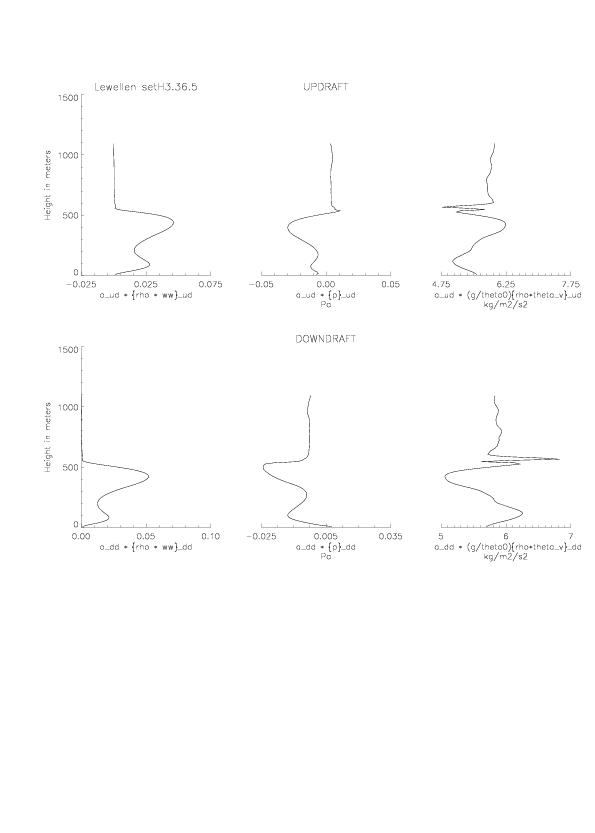 Lewellen setH3.36.5 UPDRAFT
1500
1000
500
0
Height in meters
-0.025 0.025 0.075
a_ud * {rho * ww}_ud
-0.05 0.00 0.05
a_ud * {p}_ud
Pa
4.75 6.25 7.75
a_ud * (g/theta0){rho*theta_v}_ud
kg/m2/s2
DOWNDRAFT
1500
1000
500
0
Height in meters
0.00 0.05 0.10
a_dd * {rho * ww}_dd
-0.025 0.005 0.035
a_dd * {p}_dd
Pa
5 6 7
a_dd * (g/theta0){rho*theta_v}_dd
kg/m2/s2